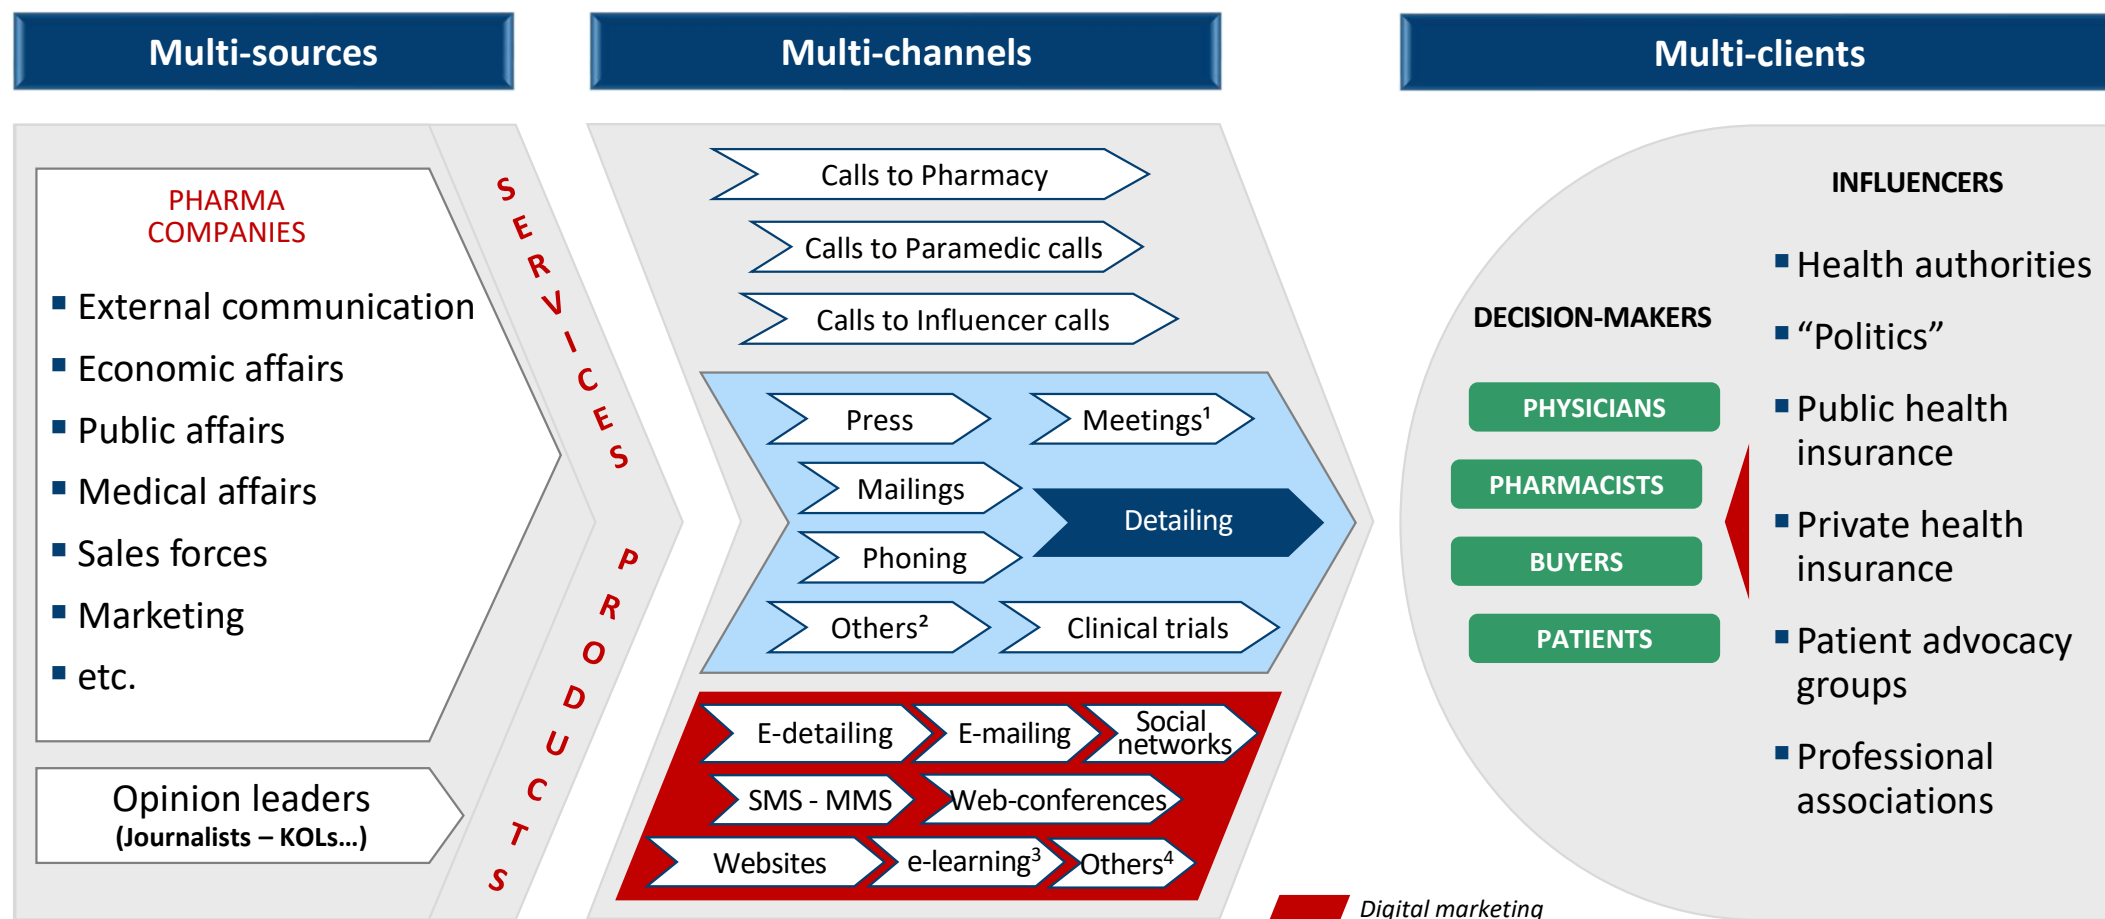 Multi-sources
Multi-channels
Multi-clients
PHARMA
COMPANIES
▪ External communication
▪ Economic affairs
▪ Public affairs
▪ Medical affairs
▪ Sales forces
▪ Marketing
▪ etc.
Opinion leaders
(Journalists – KOLs...)
SERVICES
PRODUCTS
Calls to Pharmacy
Calls to Paramedic calls
Calls to Influencer calls
Press
Meetings¹
Mailings
Detailing
Phoning
Others²
Clinical trials
E-detailing
E-mailing
Social
networks
SMS - MMS
Web-conferences
Websites
e-learning³
Others⁴
Digital marketing
DECISION-MAKERS
PHYSICIANS
PHARMACISTS
BUYERS
PATIENTS
INFLUENCERS
▪ Health authorities
▪ “Politics”
▪ Public health
insurance
▪ Private health
insurance
▪ Patient advocacy
groups
▪ Professional
associations